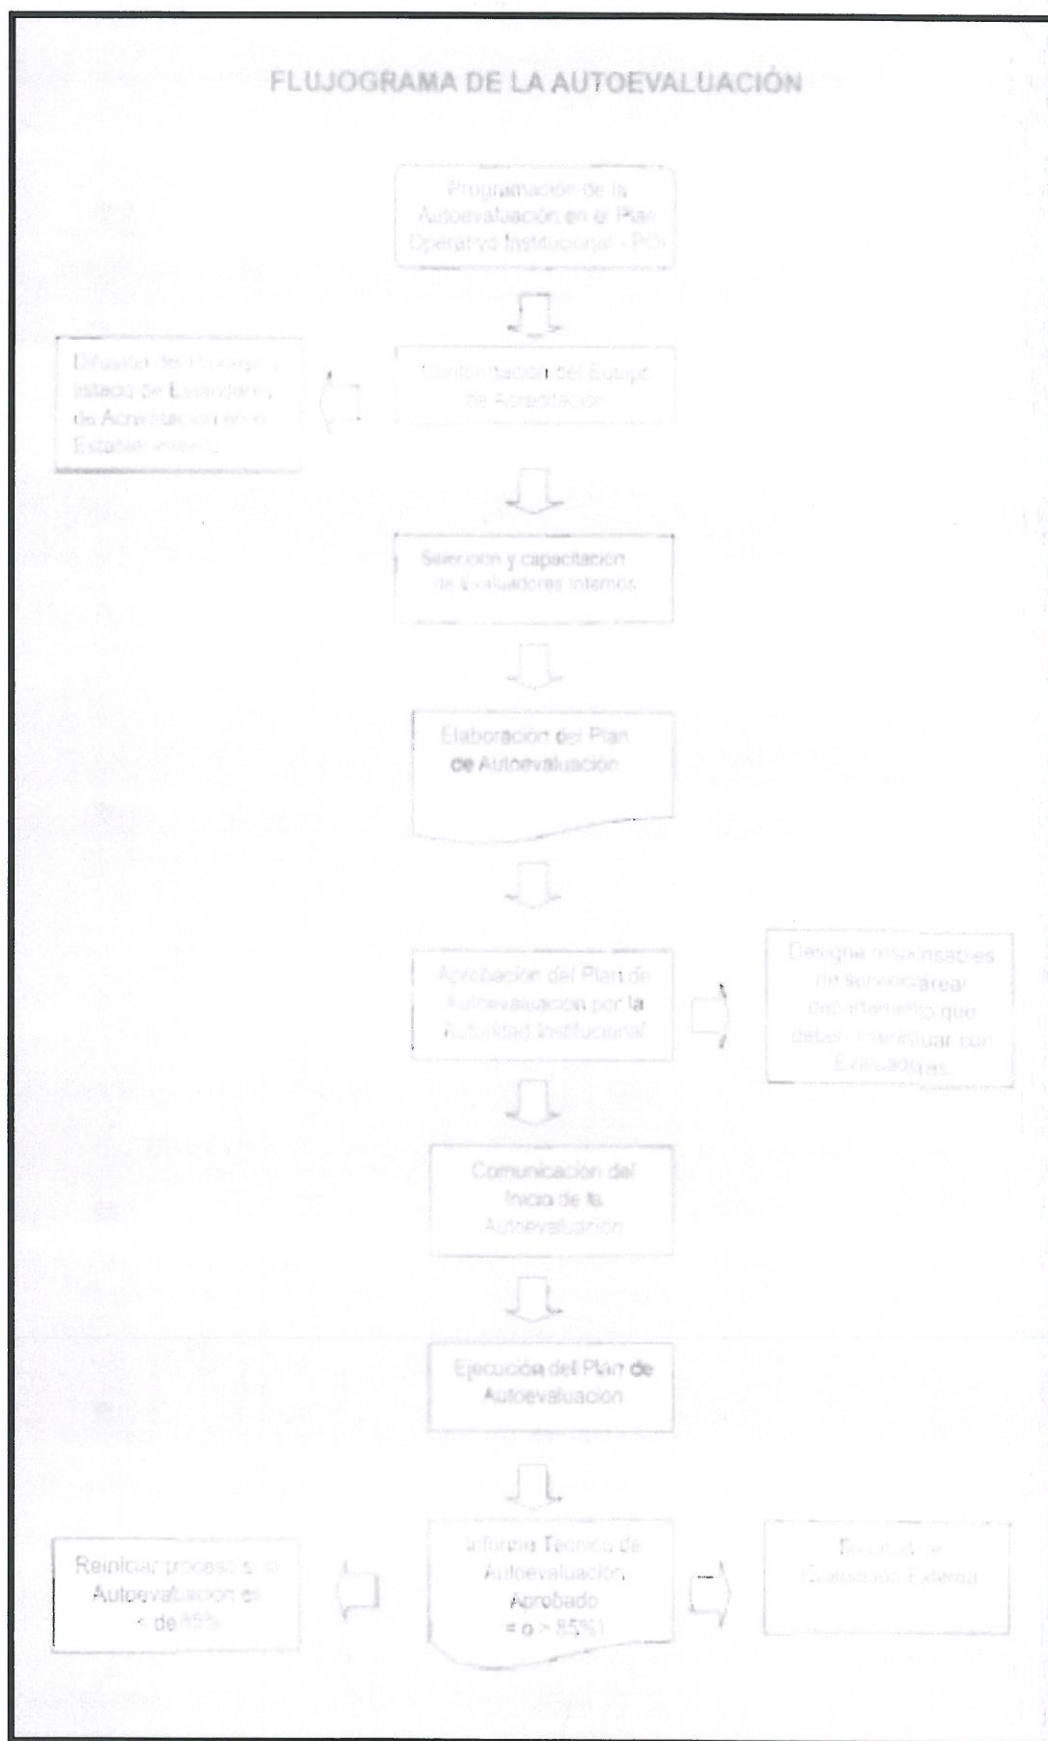 FLUJOGRAMA DE LA AUTOEVALUACIÓN
Programación de la
Autoevaluación en el Plan
Operativo Institucional - POI
Difusión del Proceso y
listado de Estándares
de Acreditación en el
Establecimiento
Conformación del Equipo
de Acreditación
Selección y capacitación
de Evaluadores Internos
Elaboración del Plan
de Autoevaluación
Aprobación del Plan de
Autoevaluación por la
Autoridad Institucional
Designa responsables
de servicio/área/
departamento que
deben con
Evaluadores
Comunicación del
Inicio de la
Autoevaluación
Ejecución del Plan de
Autoevaluación
Reiniciar proceso si la
Autoevaluación es
< de 85%
Informe Técnico de
Autoevaluación
Aprobado
= o > 85%)
Solicitud de
Evaluación Externa